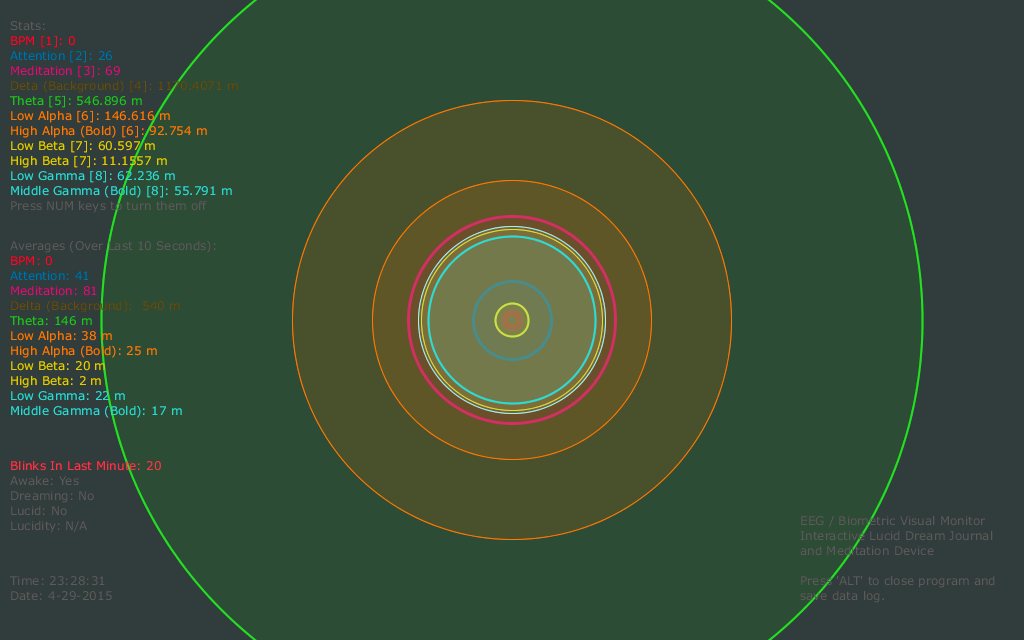 Stats:
BPM [1]: 0
Attention [2]: 26
Meditation [3]: 69
Deta (Background) [4]: 1170.4071 m
Theta [5]: 546.896 m
Low Alpha [6]: 146.616 m
High Alpha (Bold) [6]: 92.754 m
Low Beta [7]: 60.597 m
High Beta [7]: 11.1557 m
Low Gamma [8]: 62.236 m
Middle Gamma (Bold) [8]: 55.791 m
Press NUM keys to turn them off
Averages (Over Last 10 Seconds):
BPM: 0
Attention: 41
Meditation: 81
Delta (Background):  540 m
Theta: 146 m
Low Alpha: 38 m
High Alpha (Bold): 25 m
Low Beta: 20 m
High Beta: 2 m
Low Gamma: 22 m
Middle Gamma (Bold): 17 m
Blinks In Last Minute: 20
Awake: Yes
Dreaming: No
Lucid: No
Lucidity: N/A
Time: 23:28:31
Date: 4-29-2015
EEG / Biometric Visual Monitor
Interactive Lucid Dream Journal
and Meditation Device
Press 'ALT' to close program and
save data log.